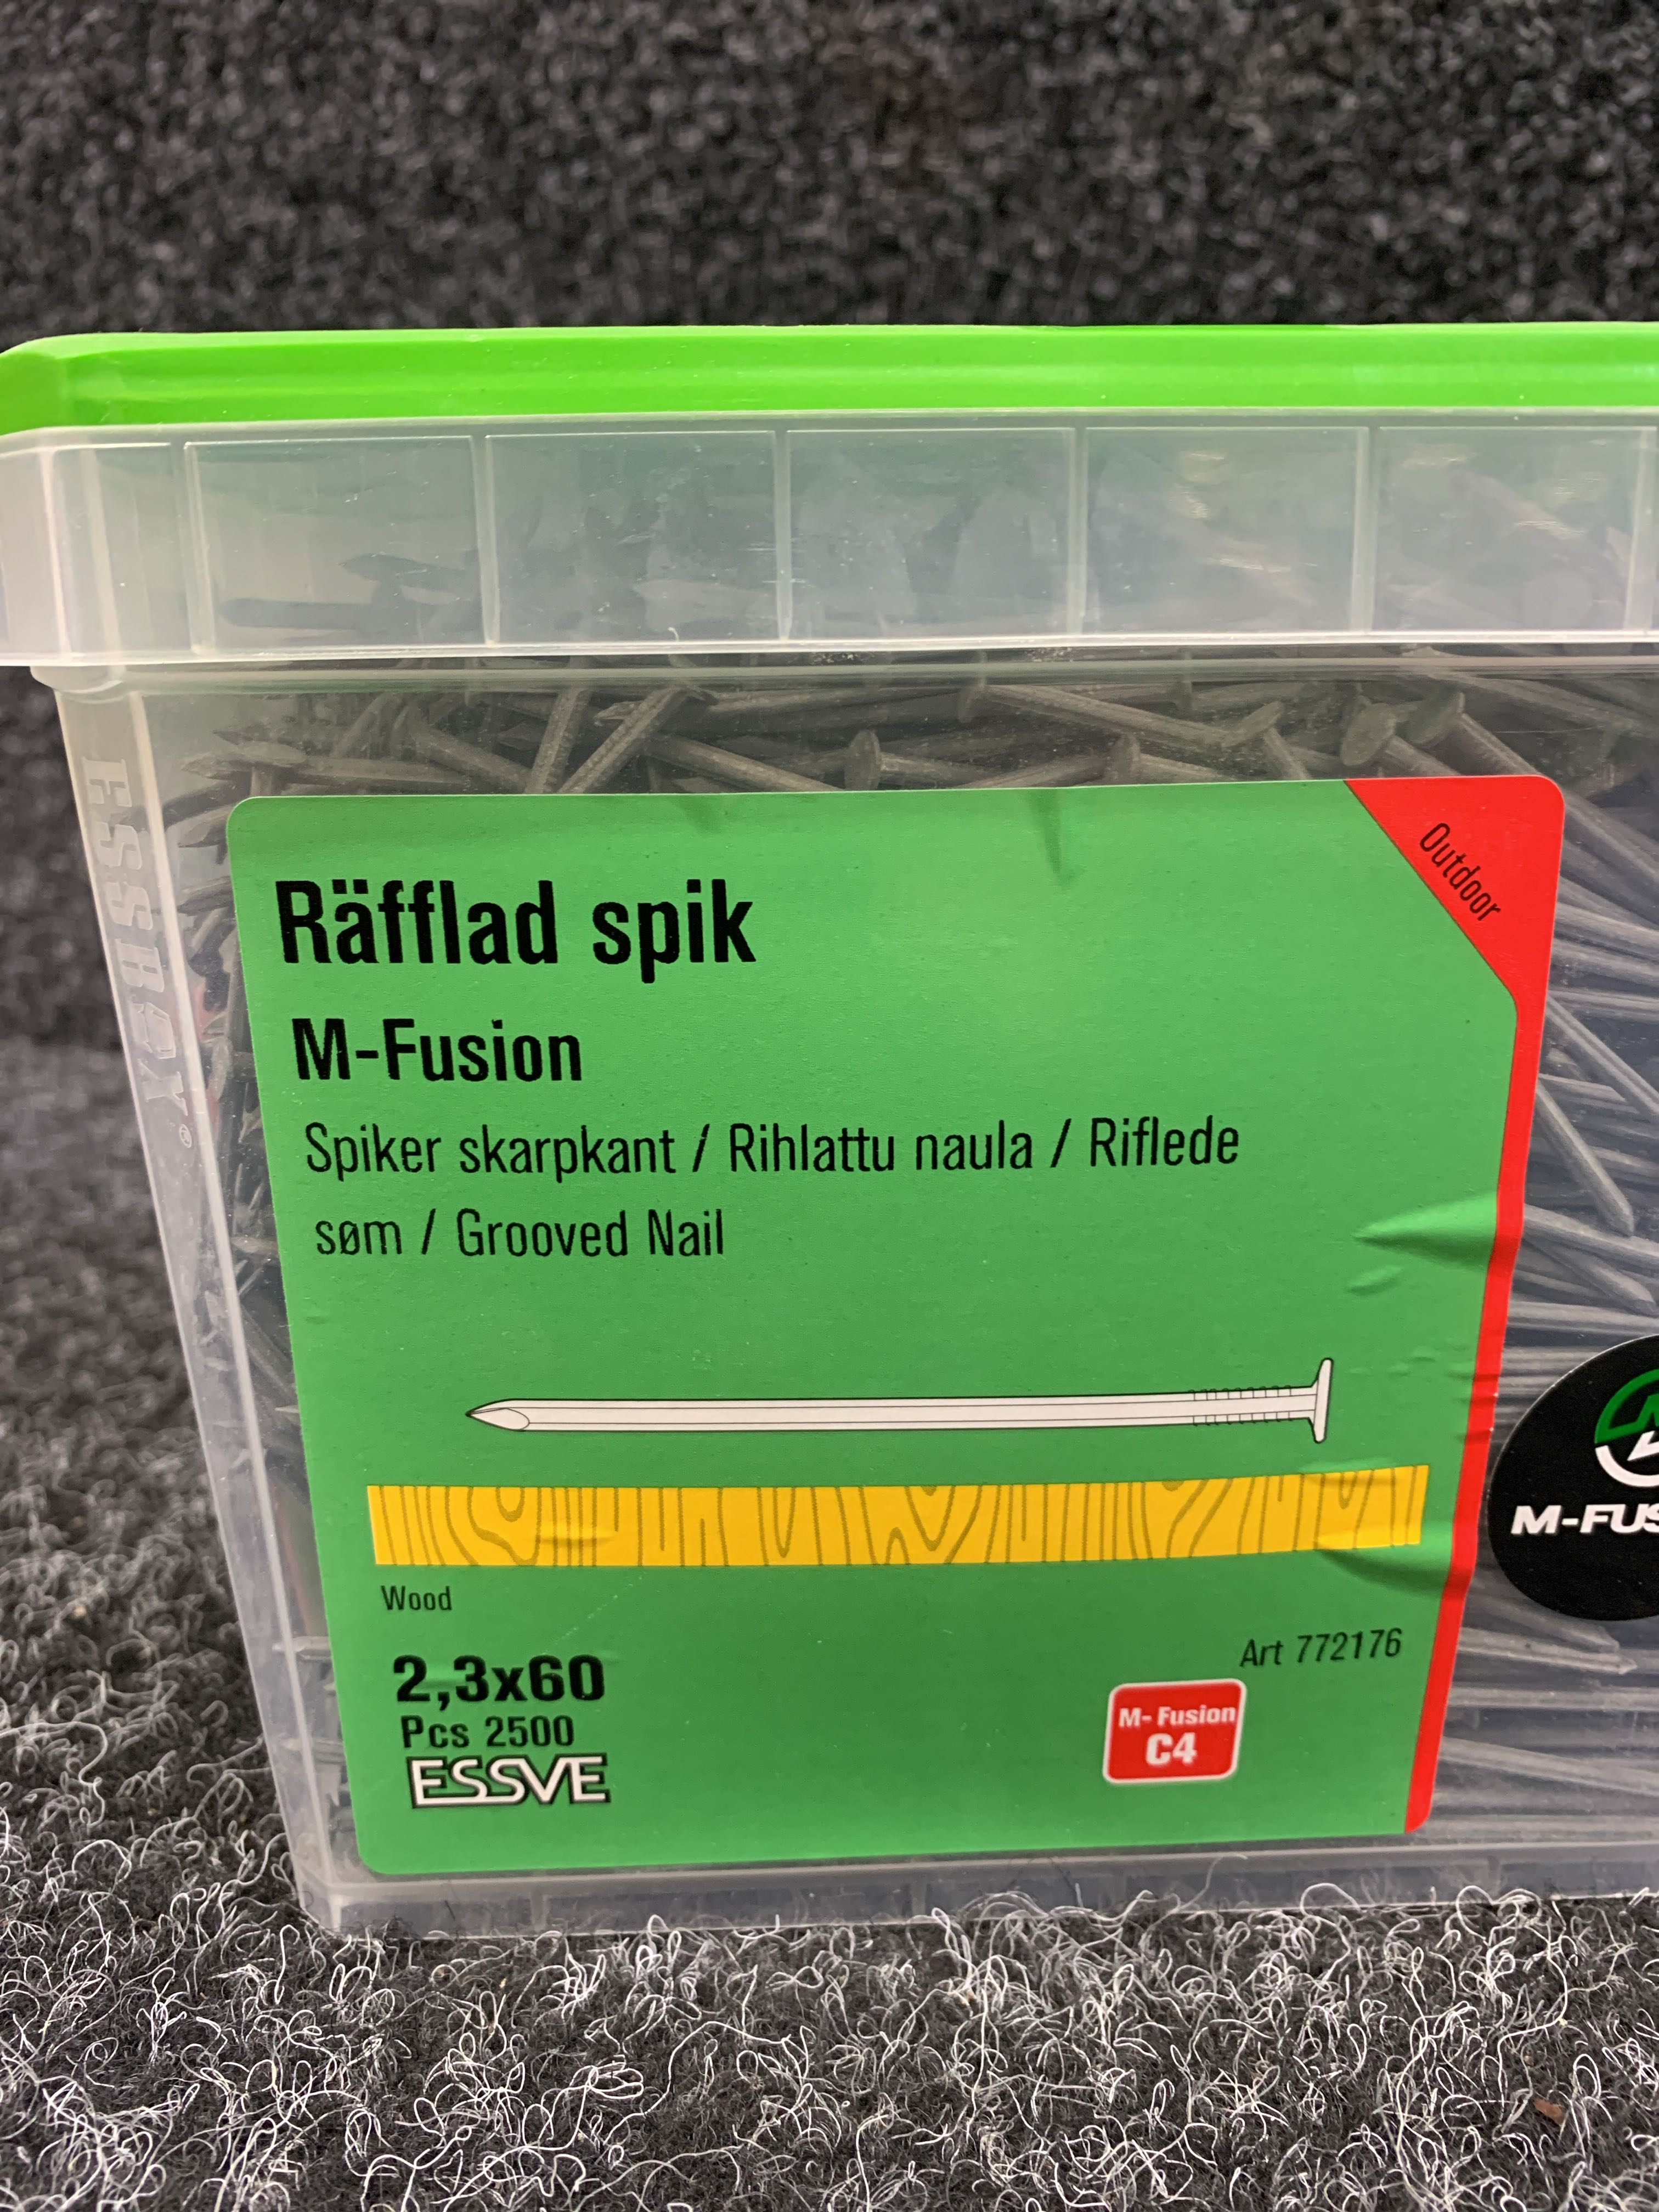 ESSBOX®
Outdoor
Räfflad spik
M-Fusion
Spiker skarpkant / Rihlattu naula / Riflede
søm / Grooved Nail
Wood
2,3x60
Pcs 2500
ESSVE
Art 772176
M- Fusion
C4
M-FUS